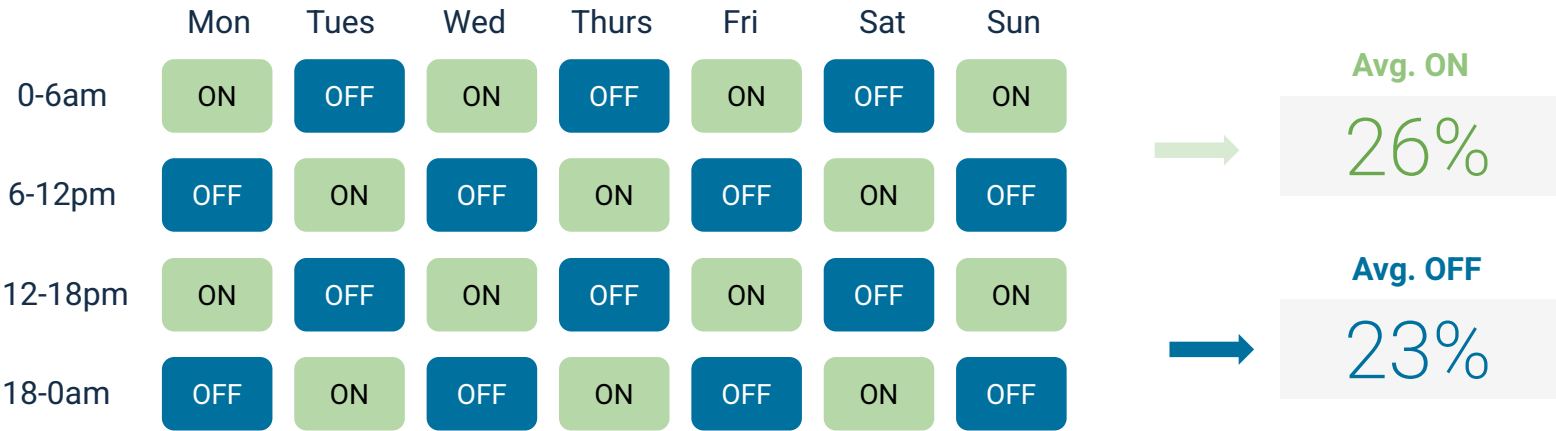 Mon Tues Wed Thurs Fri Sat Sun
0-6am ON OFF ON OFF ON OFF ON
6-12pm OFF ON OFF ON OFF ON OFF
12-18pm ON OFF ON OFF ON OFF ON
18-0am OFF ON OFF ON OFF ON OFF
Avg. ON
26%
Avg. OFF
23%